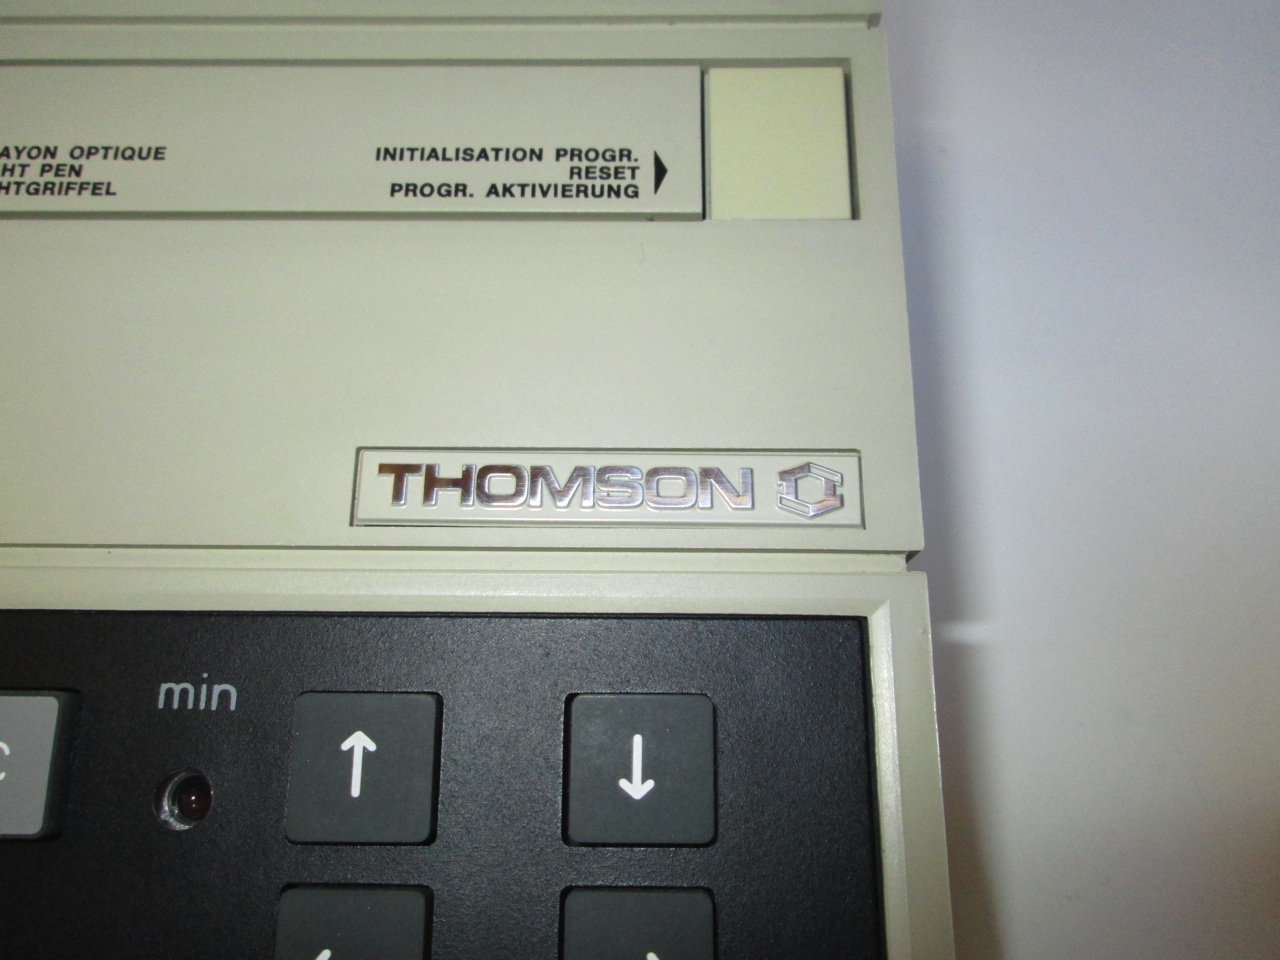 AYON OPTIQUE
HT PEN
HTGRIFFEL
INITIALISATION PROGR.
RESET
PROGR. AKTIVIERUNG
THOMSON
min
C
↑ ↓